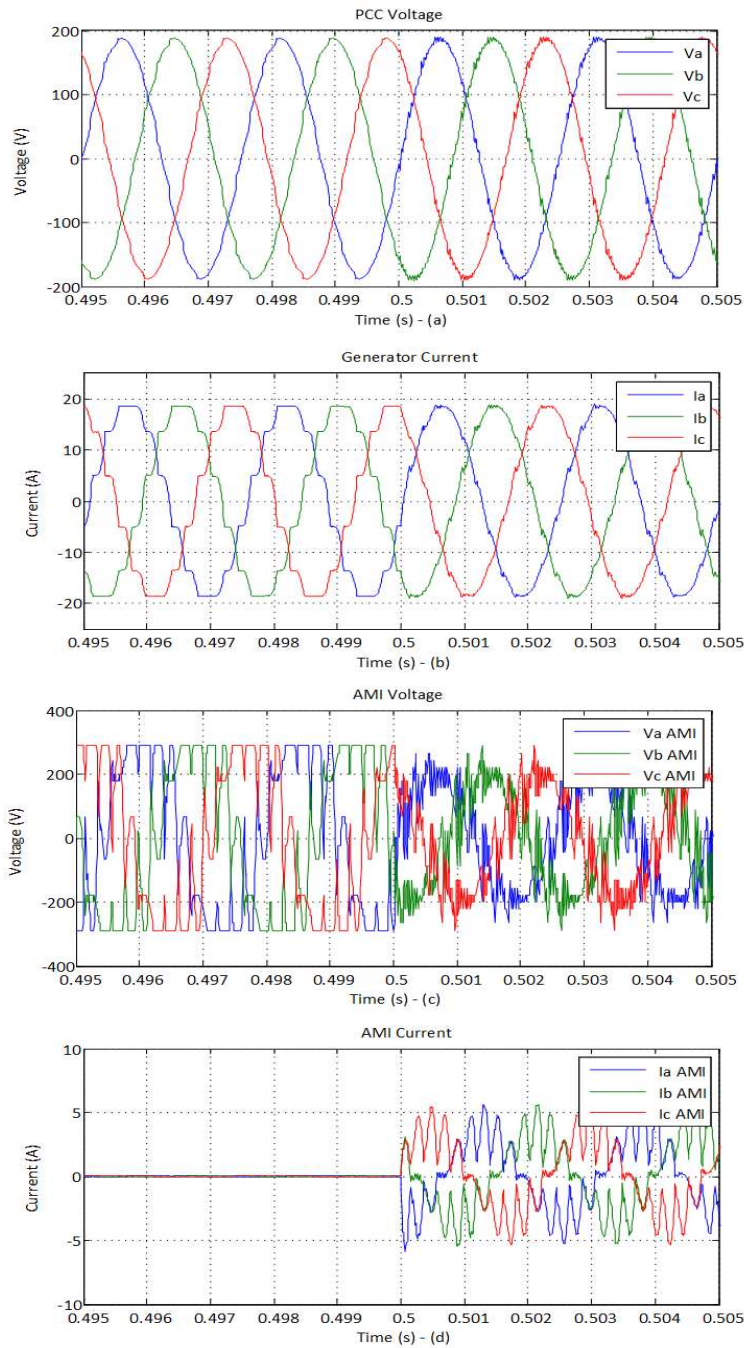 PCC Voltage
200
100
0
-100
-200
Voltage (V)
Va
Vb
Vc
0.495 0.496 0.497 0.498 0.499 0.5 0.501 0.502 0.503 0.504 0.505
Time (s) - (a)
Generator Current
20
10
0
-10
-20
Current (A)
Ia
Ib
Ic
0.495 0.496 0.497 0.498 0.499 0.5 0.501 0.502 0.503 0.504 0.505
Time (s) - (b)
AMI Voltage
400
200
0
-200
-400
Voltage (V)
Va AMI
Vb AMI
Vc AMI
0.495 0.496 0.497 0.498 0.499 0.5 0.501 0.502 0.503 0.504 0.505
Time (s) - (c)
AMI Current
10
5
0
-5
-10
Current (A)
Ia AMI
Ib AMI
Ic AMI
0.495 0.496 0.497 0.498 0.499 0.5 0.501 0.502 0.503 0.504 0.505
Time (s) - (d)